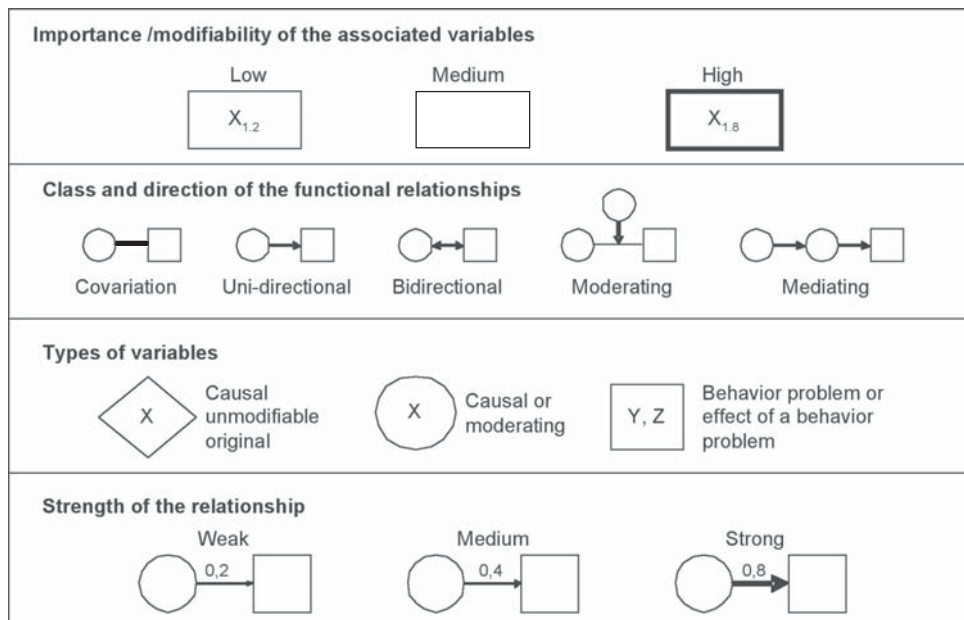 Importance /modifiability of the associated variables
Low Medium High
X1.2 X1.8
Class and direction of the functional relationships
Covariation Uni-directional Bidirectional Moderating Mediating
Types of variables
X Causal
unmodifiable
original
X Causal or
moderating
Y, Z Behavior problem or
effect of a behavior
problem
Strength of the relationship
Weak Medium Strong
0,2 0,4 0,8